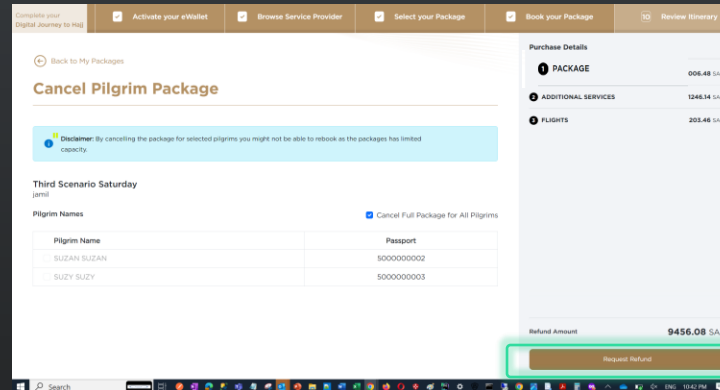 Complete your
Digital Journey to Hajj
Activate your eWallet
Browse Service Provider
Select your Package
Book your Package
10 Review Itinerary
Back to My Packages
Cancel Pilgrim Package
Disclaimer: By cancelling the package for selected pilgrims you might not be able to rebook as the packages has limited
capacity.
Third Scenario Saturday
jamil
Pilgrim Names
Cancel Full Package for All Pilgrims
Pilgrim Name Passport
SUZAN SUZAN 5000000002
SUZY SUZY 5000000003
Purchase Details
1 PACKAGE
006.48 SA
2 ADDITIONAL SERVICES 1246.14 SA
3 FLIGHTS 203.46 SA
Refund Amount 9456.08 SA
Request Refund
Search
ENG 10:42 PM